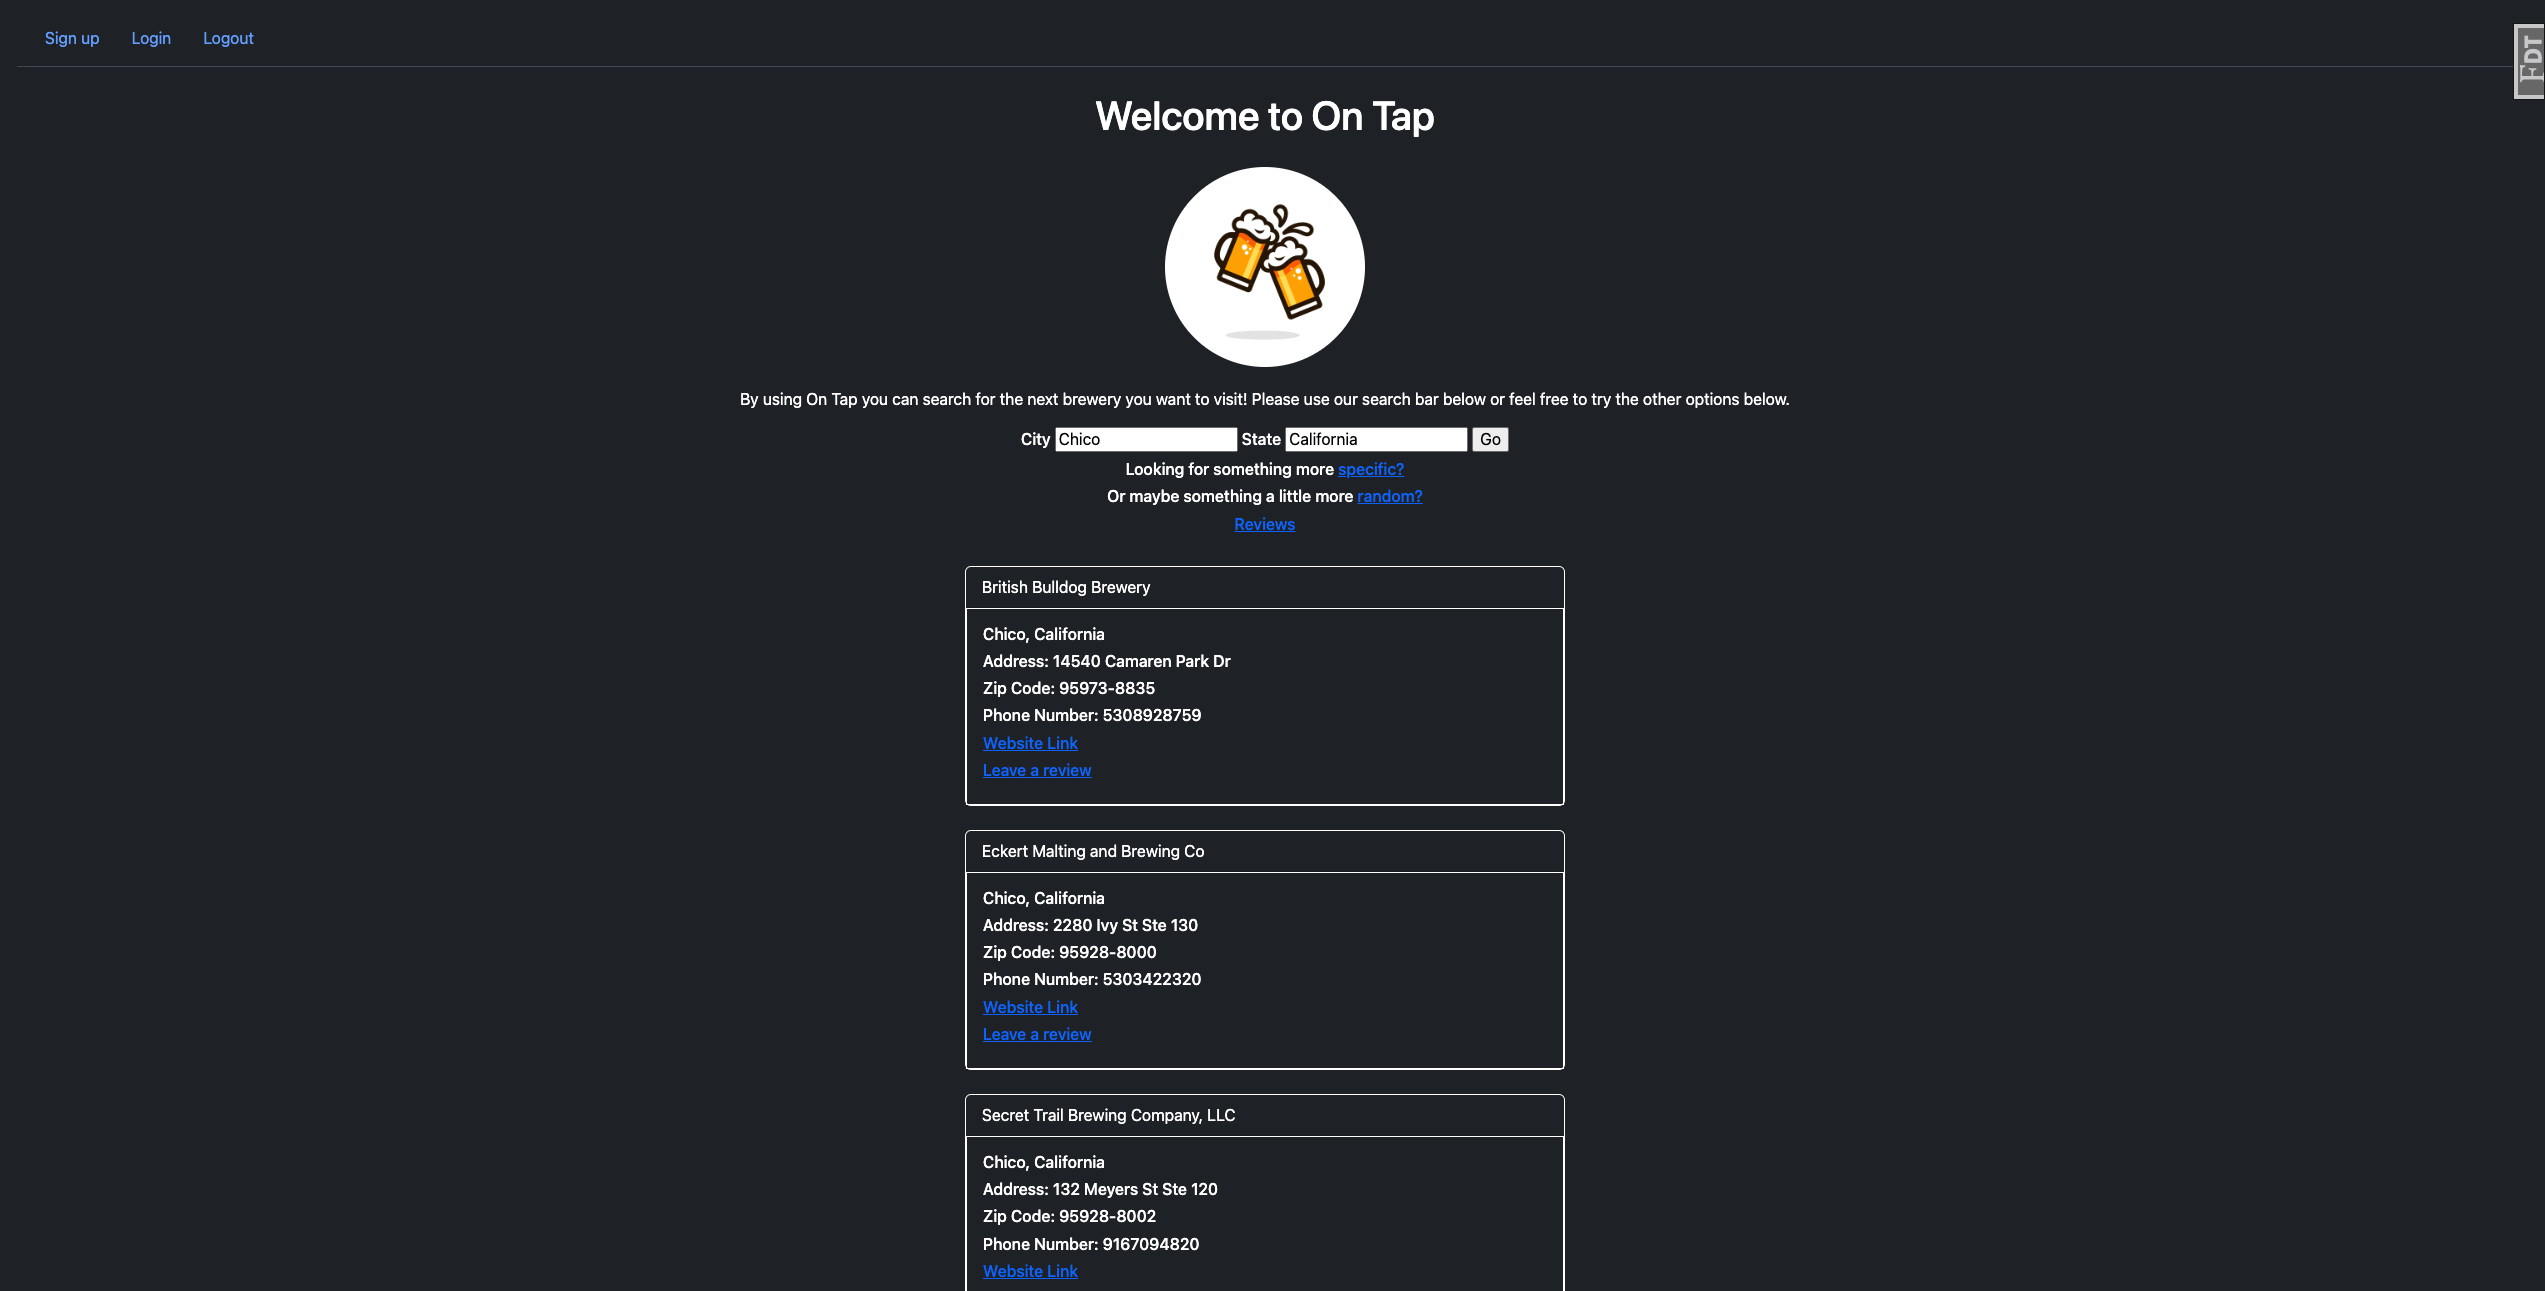 Sign up Login Logout
FDT
Welcome to On Tap
By using On Tap you can search for the next brewery you want to visit! Please use our search bar below or feel free to try the other options below.
City Chico State California Go
Looking for something more specific?
Or maybe something a little more random?
Reviews
British Bulldog Brewery
Chico, California
Address: 14540 Camaren Park Dr
Zip Code: 95973-8835
Phone Number: 5308928759
Website Link
Leave a review
Eckert Malting and Brewing Co
Chico, California
Address: 2280 Ivy St Ste 130
Zip Code: 95928-8000
Phone Number: 5303422320
Website Link
Leave a review
Secret Trail Brewing Company, LLC
Chico, California
Address: 132 Meyers St Ste 120
Zip Code: 95928-8002
Phone Number: 9167094820
Website Link